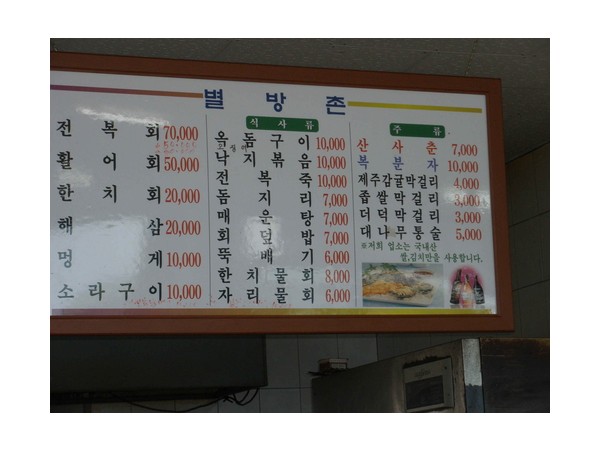 별 방 촌
전 복 회 70,000
활 어 회 50,000
한 치 회 20,000
해 삼 20,000
멍 게 10,000
소 라 구 이 10,000
식 사 류
옥 돔 구 이 10,000
낙 지 볶 음 10,000
전 복 죽 10,000
돔 지 리 7,000
매 운 탕 7,000
회 덮 밥 7,000
뚝 배 기 6,000
한 치 물 회 8,000
자 리 물 회 6,000
주 류
산 사 춘 7,000
복 분 자 10,000
제주감귤막걸리 4,000
좁 쌀 막 걸 리 3,000
더 덕 막 걸 리 3,000
대 나 무 통 술 5,000
※저희 업소는 국내산
쌀,김치만을 사용합니다.